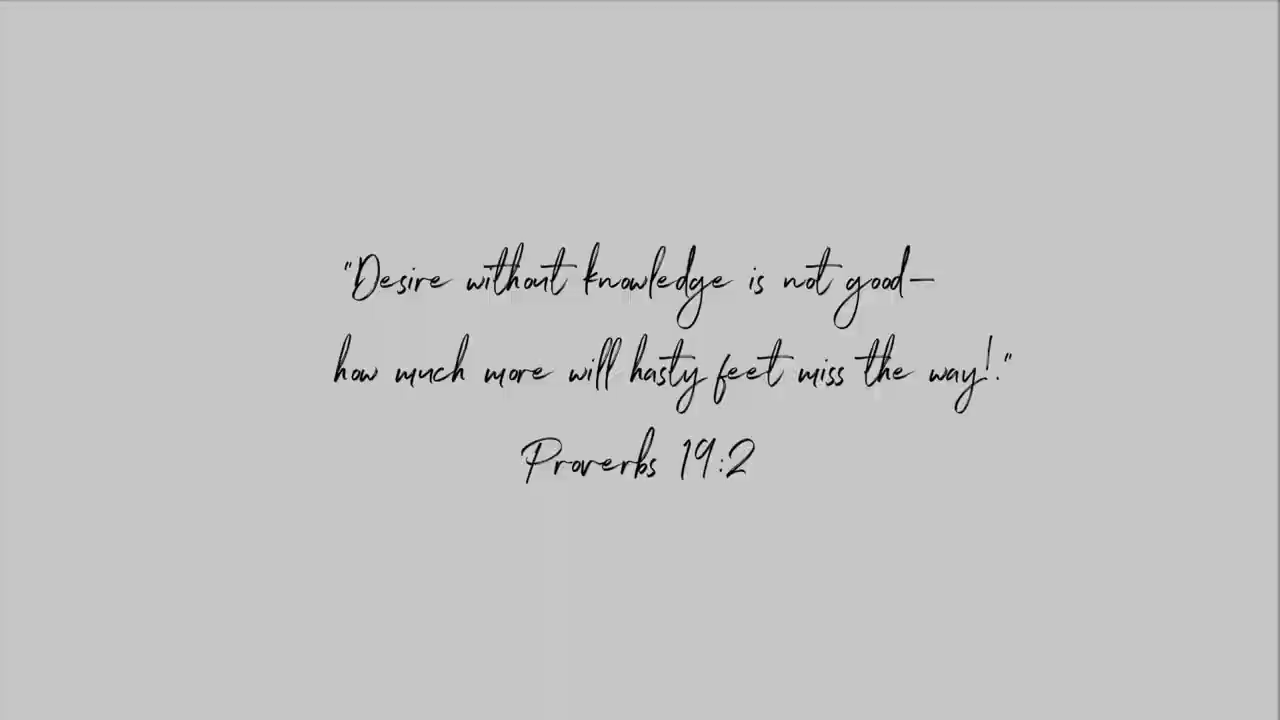 "Desire without knowledge is not good—
how much more will hasty feet miss the way!."
Proverbs 19:2